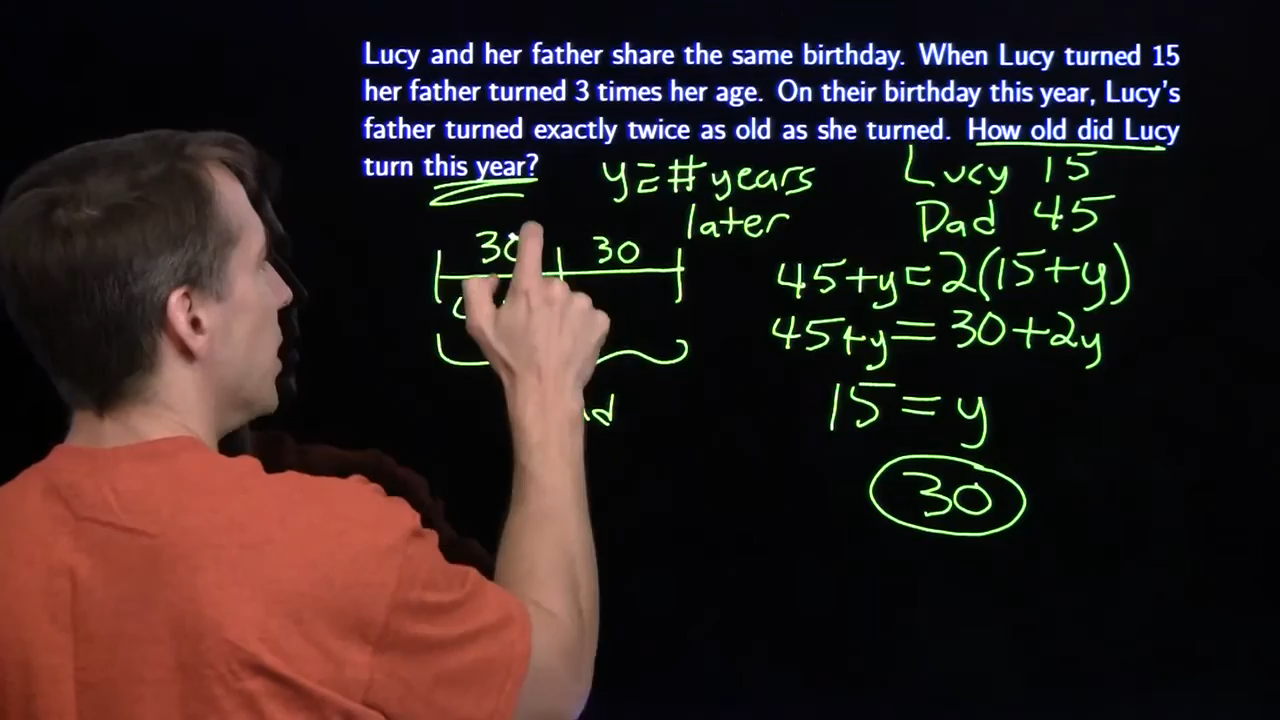 Lucy and her father share the same birthday. When Lucy turned 15
her father turned 3 times her age. On their birthday this year, Lucy's
father turned exactly twice as old as she turned. How old did Lucy
turn this year?
y ≡ # years
later
Lucy 15
Dad 45
30 30
45+y=2(15+y)
45+y=30+2y
15=y
30